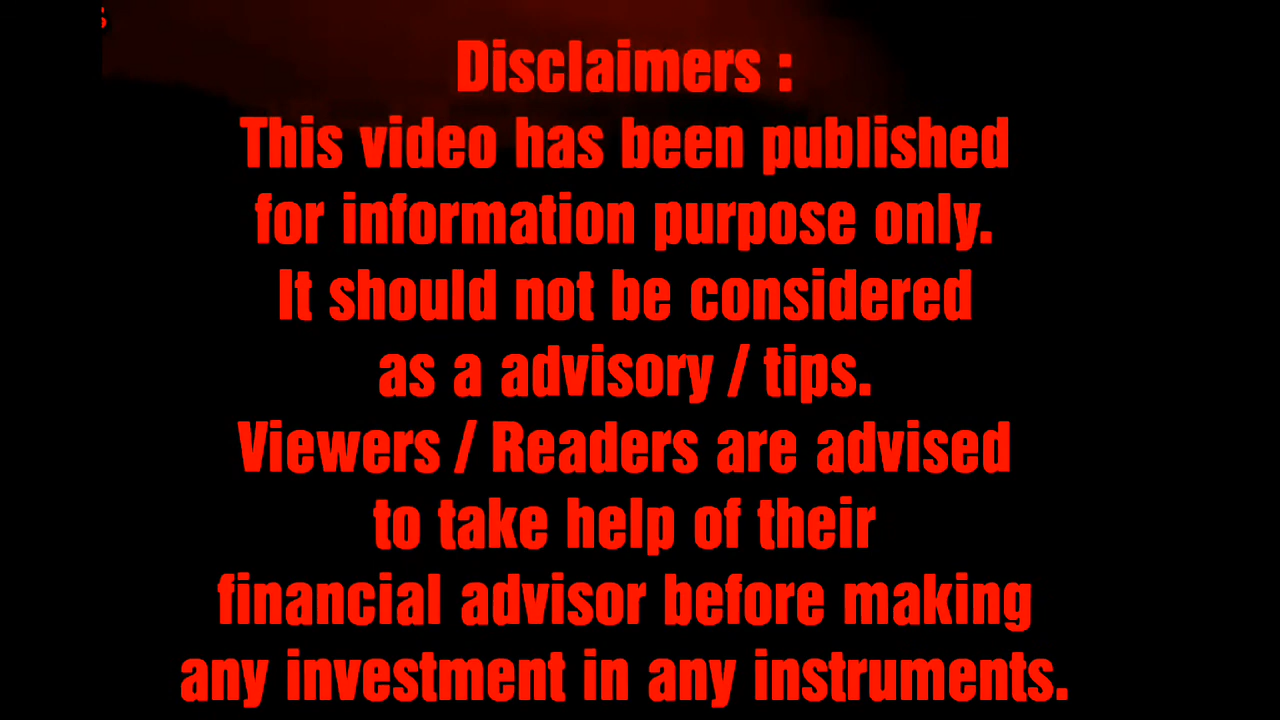 Disclaimers :
This video has been published
for information purpose only.
It should not be considered
as a advisory / tips.
Viewers / Readers are advised
to take help of their
financial advisor before making
any investment in any instruments.